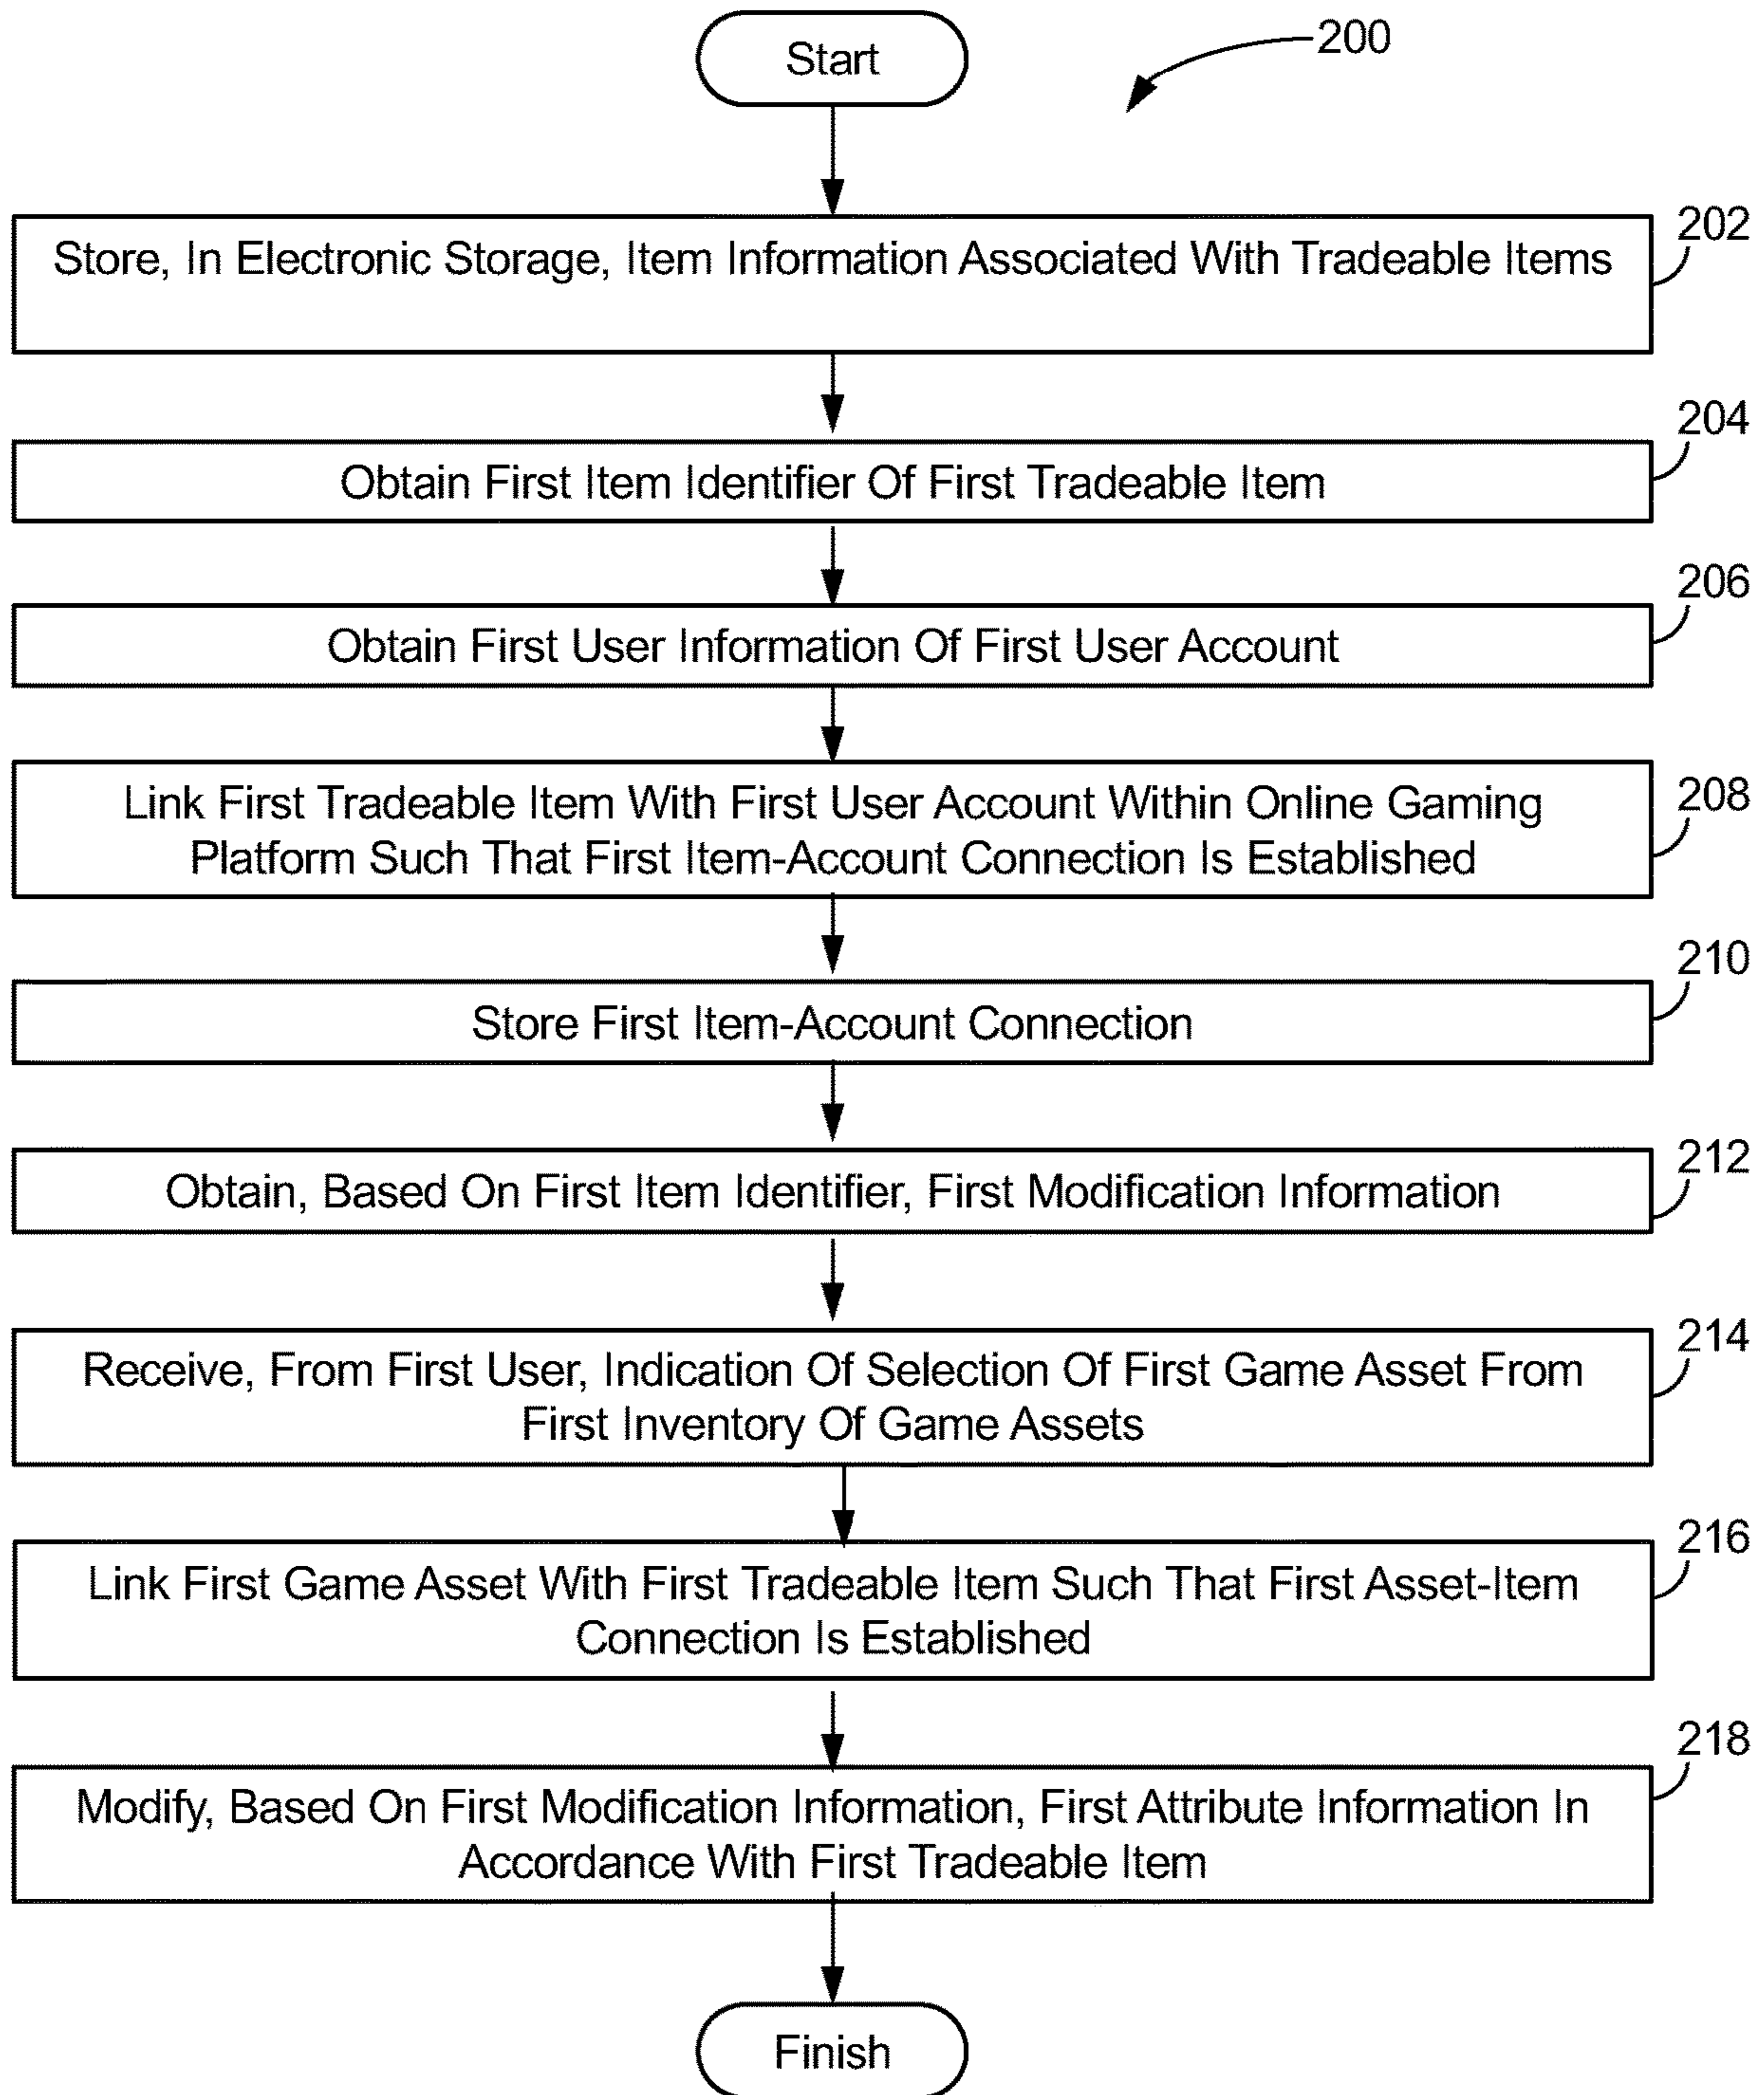 Start
200
202
Store, In Electronic Storage, Item Information Associated With Tradeable Items
204
Obtain First Item Identifier Of First Tradeable Item
206
Obtain First User Information Of First User Account
208
Link First Tradeable Item With First User Account Within Online Gaming
Platform Such That First Item-Account Connection Is Established
210
Store First Item-Account Connection
212
Obtain, Based On First Item Identifier, First Modification Information
214
Receive, From First User, Indication Of Selection Of First Game Asset From
First Inventory Of Game Assets
216
Link First Game Asset With First Tradeable Item Such That First Asset-Item
Connection Is Established
218
Modify, Based On First Modification Information, First Attribute Information In
Accordance With First Tradeable Item
Finish